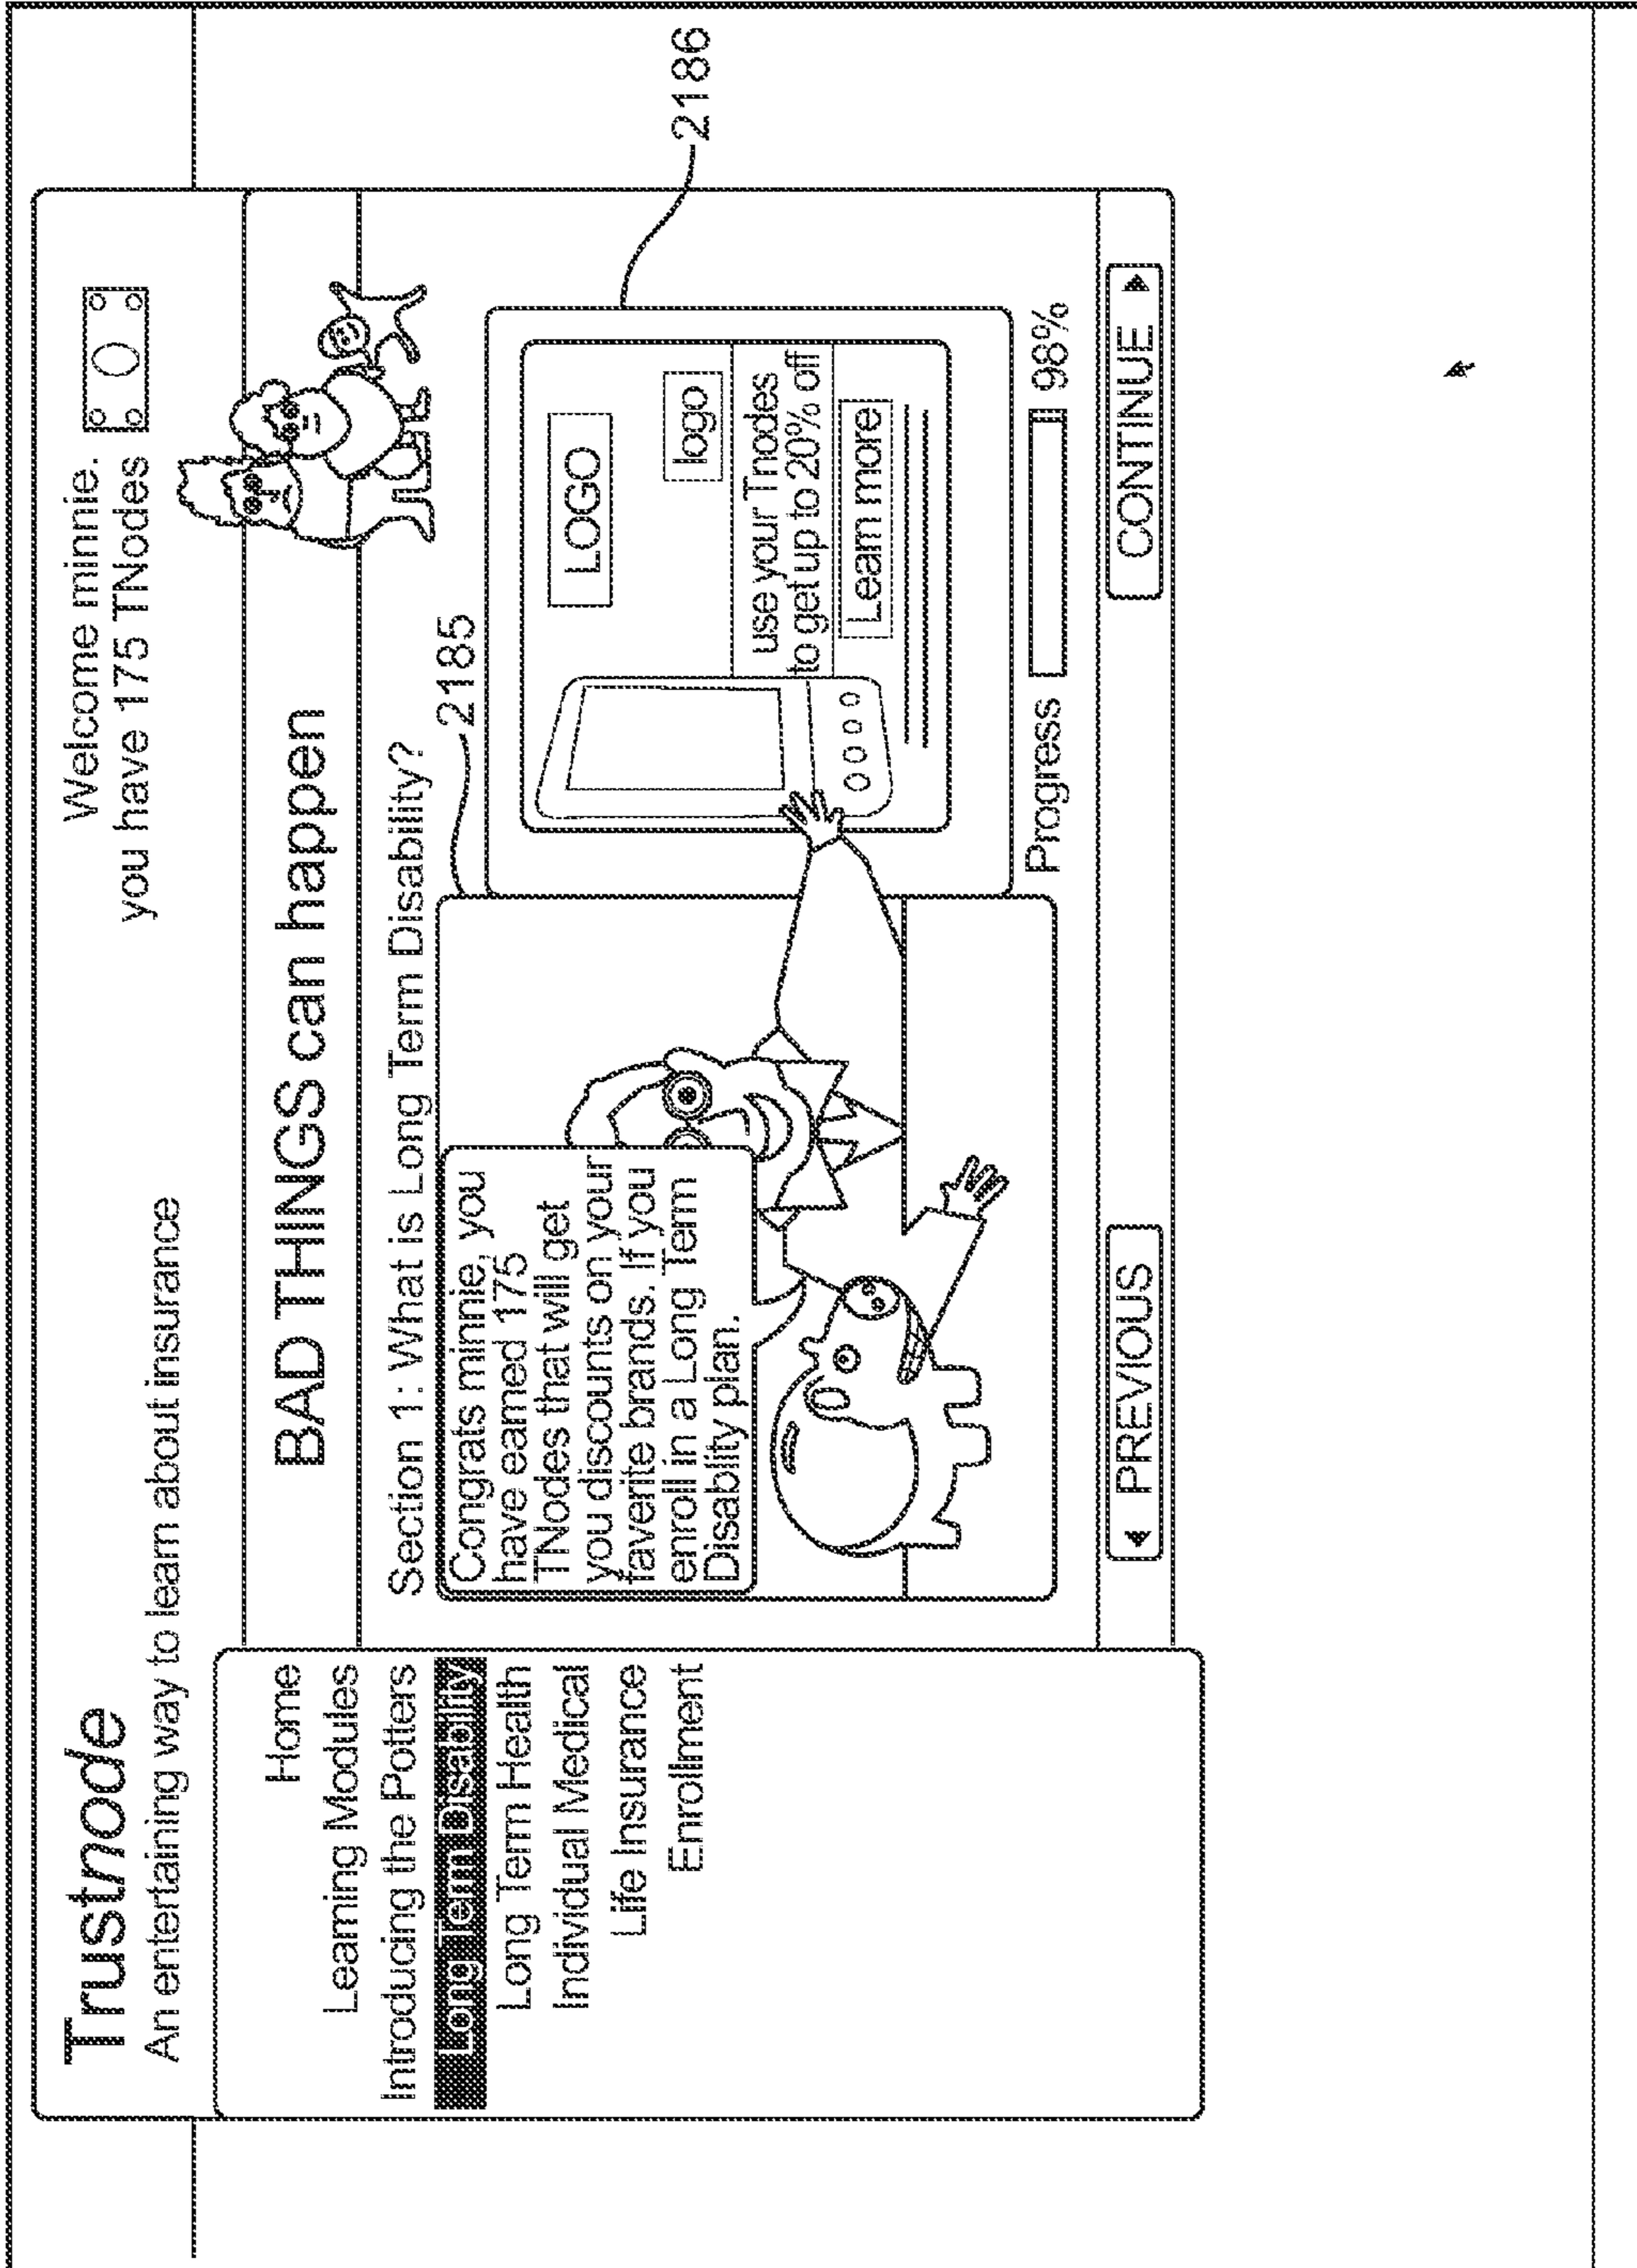 Trustnode
An entertaining way to learn about insurance
Welcome minnie.
you have 175 TNodes
Home
Learning Modules
Introducing the Potters
Long Term Disability
Long Term Health
Individual Medical
Life Insurance
Enrollment
BAD THINGS can happen
Section 1: What is Long Term Disability?
2185
2186
Congrats minnie, you
have earned 175
TNodes that will get
you discounts on your
faverite brands. If you
enroll in a Long Term
Disability plan.
LOGO
logo
use your Tnodes
to get up to 20% off
Learn more
Progress 98%
PREVIOUS
CONTINUE